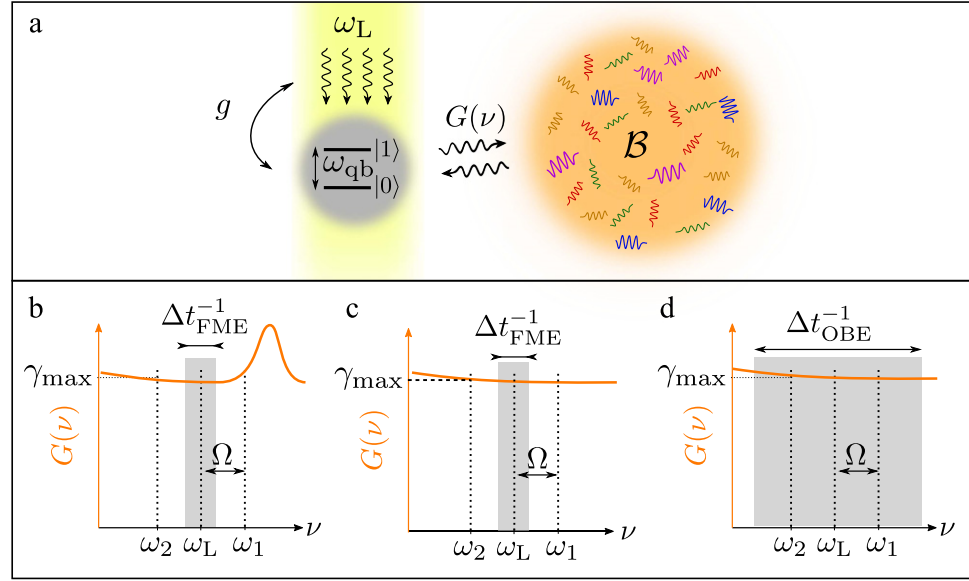 a
ω_L
g
G(ν)
|1⟩
ω_qb
|0⟩
ℬ
b
Δt_FME^−1
γ_max
G(ν)
Ω
ω_2 ω_L ω_1 ν
c
Δt_FME^−1
γ_max
G(ν)
Ω
ω_2 ω_L ω_1 ν
d
Δt_OBE^−1
γ_max
G(ν)
Ω
ω_2 ω_L ω_1 ν